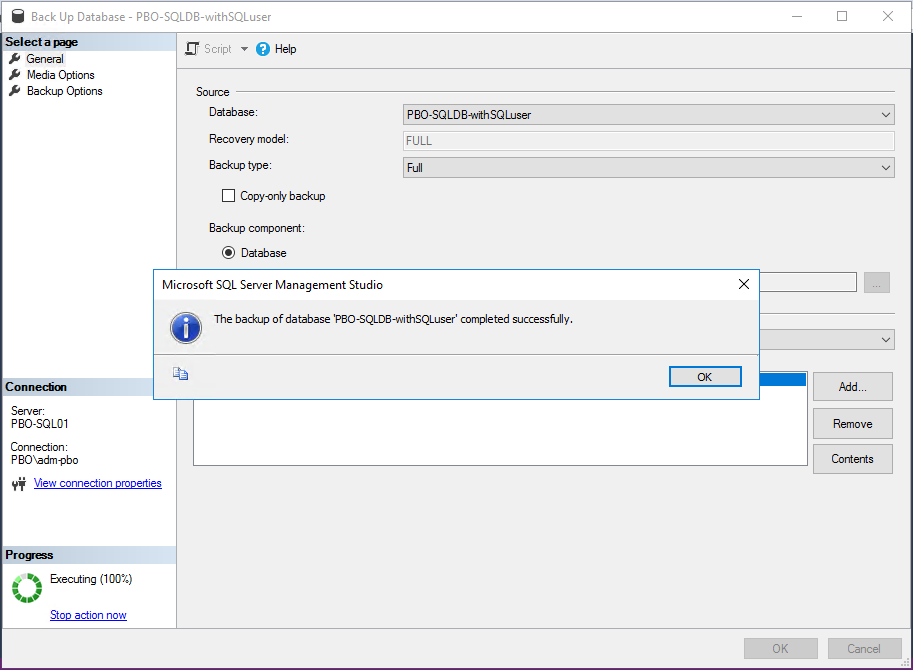 Back Up Database - PBO-SQLDB-withSQLuser
Select a page
General
Media Options
Backup Options
Script
Help
Source
Database:
PBO-SQLDB-withSQLuser
Recovery model:
FULL
Backup type:
Full
Copy-only backup
Backup component:
Database
...
Microsoft SQL Server Management Studio
The backup of database 'PBO-SQLDB-withSQLuser' completed successfully.
OK
Add...
Remove
Contents
Connection
Server:
PBO-SQL01
Connection:
PBO\adm-pbo
View connection properties
Progress
Executing (100%)
Stop action now
OK
Cancel